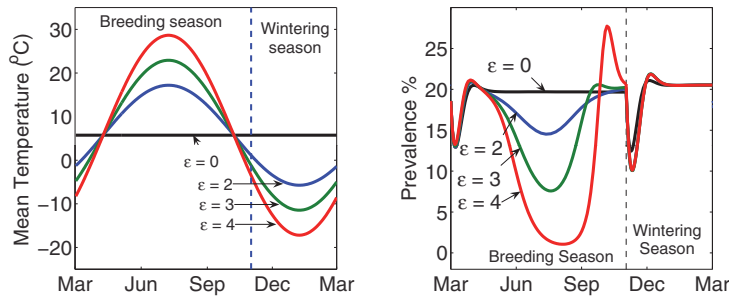 Mean Temperature (⁰C)
30
20
10
0
−10
−20
Breeding season
Wintering
season
ε = 0
ε = 2
ε = 3
ε = 4
Mar
Jun
Sep
Dec
Mar
Prevalence %
25
20
15
10
5
0
ε = 0
ε = 2
ε = 3
ε = 4
Breeding Season
Wintering
Season
Mar
Jun
Sep
Dec
Mar